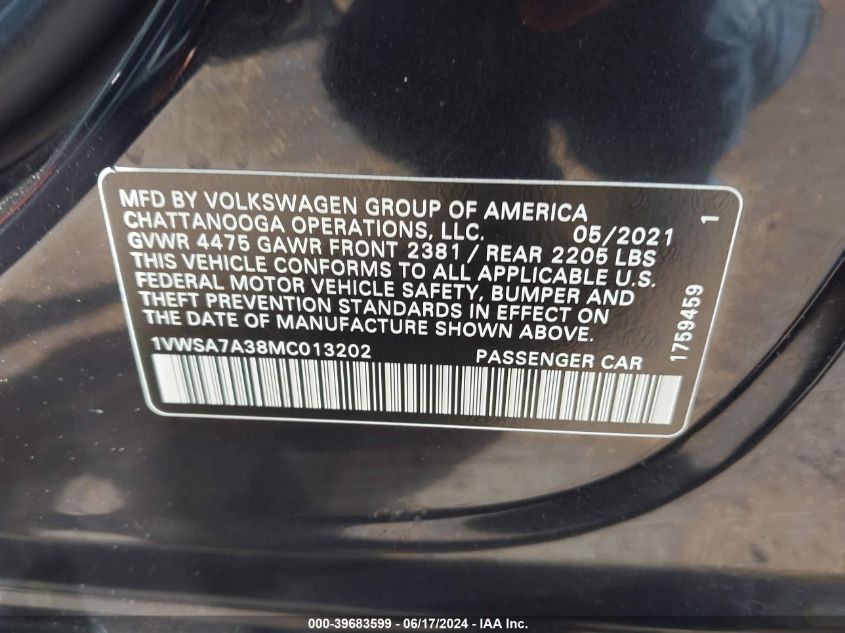 MFD BY VOLKSWAGEN GROUP OF AMERICA
CHATTANOOGA OPERATIONS, LLC. 05/2021
GVWR 4475 GAWR FRONT 2381 / REAR 2205 LBS
THIS VEHICLE CONFORMS TO ALL APPLICABLE U.S.
FEDERAL MOTOR VEHICLE SAFETY, BUMPER AND
THEFT PREVENTION STANDARDS IN EFFECT ON
THE DATE OF MANUFACTURE SHOWN ABOVE.
1VWSA7A38MC013202 PASSENGER CAR
1759459 1
000-39683599 - 06/17/2024 - IAA Inc.